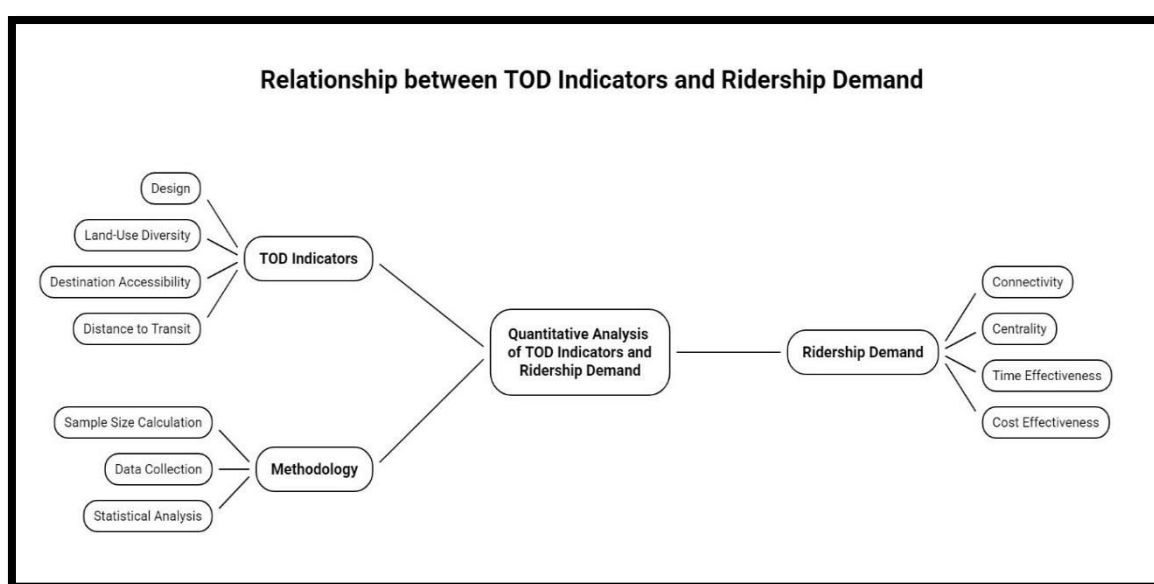 Relationship between TOD Indicators and Ridership Demand
Design
Land-Use Diversity
Destination Accessibility
Distance to Transit
TOD Indicators
Sample Size Calculation
Data Collection
Statistical Analysis
Methodology
Quantitative Analysis
of TOD Indicators and
Ridership Demand
Ridership Demand
Connectivity
Centrality
Time Effectiveness
Cost Effectiveness